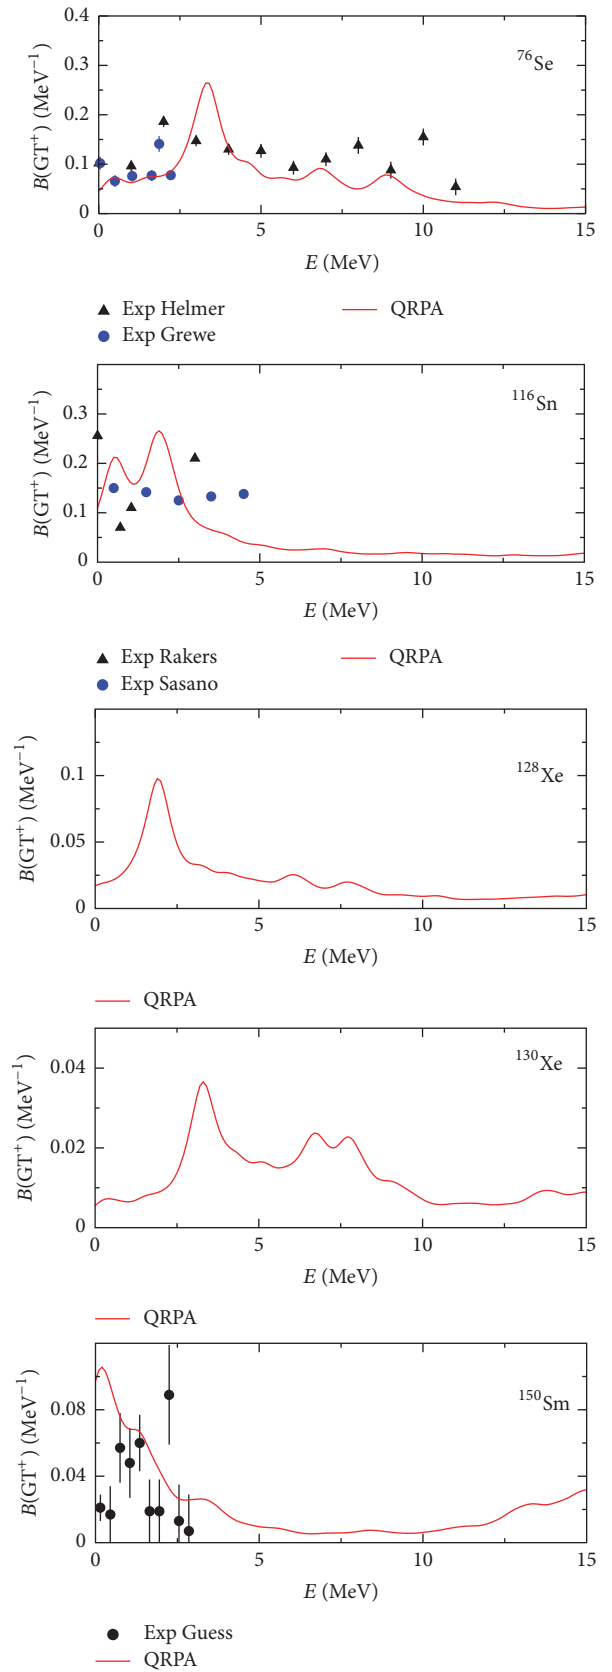 0.4
0.3
0.2
0.1
0
B(GT⁺) (MeV⁻¹)
⁷⁶Se
0 5 10 15
E (MeV)
Exp Helmer
QRPA
Exp Grewe
0.3
0.2
0.1
0
B(GT⁺) (MeV⁻¹)
¹¹⁶Sn
0 5 10 15
E (MeV)
Exp Rakers
QRPA
Exp Sasano
0.1
0.05
0
B(GT⁺) (MeV⁻¹)
¹²⁸Xe
0 5 10 15
E (MeV)
QRPA
0.04
0.02
0
B(GT⁺) (MeV⁻¹)
¹³⁰Xe
0 5 10 15
E (MeV)
QRPA
0.08
0.04
0
B(GT⁺) (MeV⁻¹)
¹⁵⁰Sm
0 5 10 15
E (MeV)
Exp Guess
QRPA